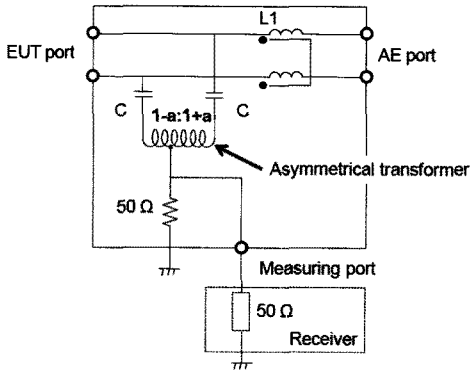 L1
EUT port
AE port
C
C
1-a:1+a
Asymmetrical transformer
50 Ω
Measuring port
50 Ω
Receiver